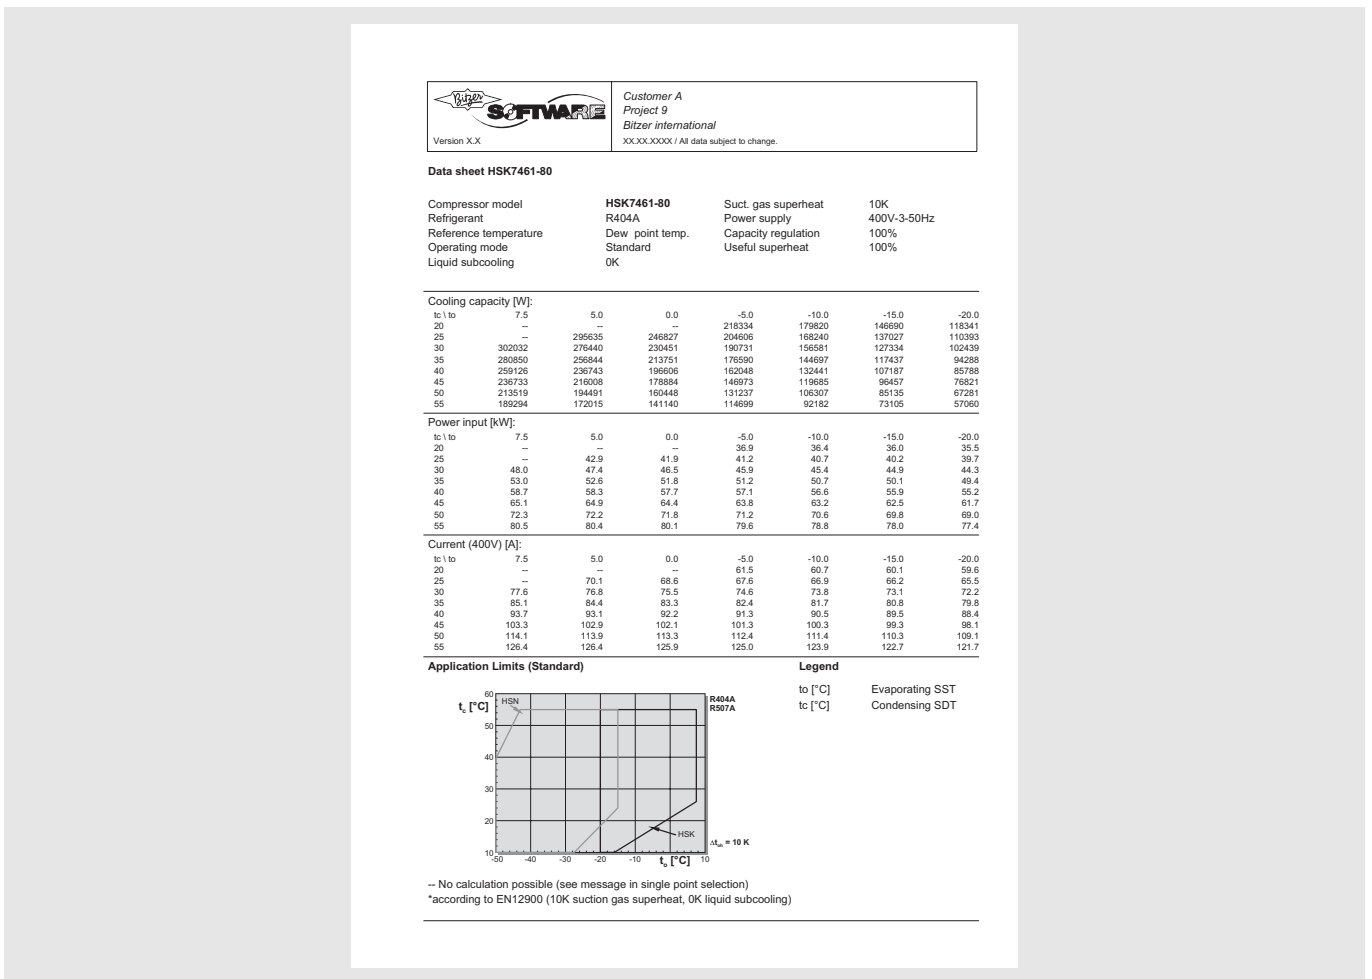 Bitzer
SOFTWARE
Version X.X
Customer A
Project 9
Bitzer international
XX.XX.XXXX / All data subject to change.
Data sheet HSK7461-80
Compressor model HSK7461-80 Suct. gas superheat 10K
Refrigerant R404A Power supply 400V-3-50Hz
Reference temperature Dew point temp. Capacity regulation 100%
Operating mode Standard Useful superheat 100%
Liquid subcooling 0K
Cooling capacity [W]:
tc \ to 7.5 5.0 0.0 -5.0 -10.0 -15.0 -20.0
20 -- -- -- 218334 179820 146690 118341
25 -- 295635 246827 204606 168240 137027 110393
30 302032 276440 230451 190731 156581 127334 102439
35 280850 256844 213751 176590 144697 117437 94288
40 259126 236743 196606 162048 132441 107187 85788
45 236733 216008 178884 146973 119685 96457 76821
50 213519 194491 160448 131237 106307 85135 67281
55 189294 172015 141140 114699 92182 73105 57060
Power input [kW]:
tc \ to 7.5 5.0 0.0 -5.0 -10.0 -15.0 -20.0
20 -- -- -- 36.9 36.4 36.0 35.5
25 -- 42.9 41.9 41.2 40.7 40.2 39.7
30 48.0 47.4 46.5 45.9 45.4 44.9 44.3
35 53.0 52.6 51.8 51.2 50.7 50.1 49.4
40 58.7 58.3 57.7 57.1 56.6 55.9 55.2
45 65.1 64.9 64.4 63.8 63.2 62.5 61.7
50 72.3 72.2 71.8 71.2 70.6 69.8 69.0
55 80.5 80.4 80.1 79.6 78.8 78.0 77.4
Current (400V) [A]:
tc \ to 7.5 5.0 0.0 -5.0 -10.0 -15.0 -20.0
20 -- -- -- 61.5 60.7 60.1 59.6
25 -- 70.1 68.6 67.6 66.9 66.2 65.5
30 77.6 76.8 75.5 74.6 73.8 73.1 72.2
35 85.1 84.4 83.3 82.4 81.7 80.8 79.8
40 93.7 93.1 92.2 91.3 90.5 89.5 88.4
45 103.3 102.9 102.1 101.3 100.3 99.3 98.1
50 114.1 113.9 113.3 112.4 111.4 110.3 109.1
55 126.4 126.4 125.9 125.0 123.9 122.7 121.7
Application Limits (Standard)
60
tc [°C]
HSN
R404A
R507A
50
40
30
20
HSK
Δtoh = 10 K
10
-50 -40 -30 -20 -10 to [°C] 10
Legend
to [°C] Evaporating SST
tc [°C] Condensing SDT
-- No calculation possible (see message in single point selection)
*according to EN12900 (10K suction gas superheat, 0K liquid subcooling)